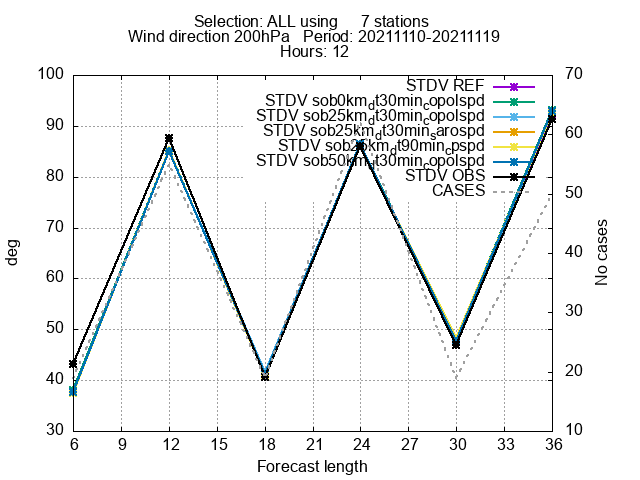 Selection: ALL using 7 stations
Wind direction 200hPa Period: 20211110-20211119
Hours: 12
100
90
80
70
60
50
40
30
70
60
50
40
30
20
10
deg
No cases
STDV REF
STDV sob0km_dt30min_copolspd
STDV sob25km_dt30min_copolspd
STDV sob25km_dt30min_sarospd
STDV sob25km_dt90min_cpspd
STDV sob50km_dt30min_copolspd
STDV OBS
CASES
6 9 12 15 18 21 24 27 30 33 36
Forecast length